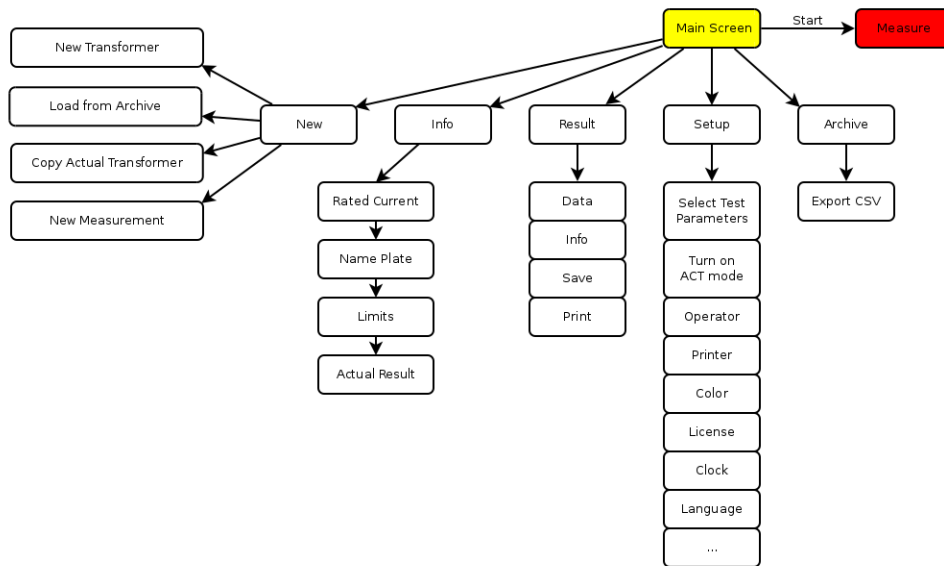 Main Screen
Start
Measure
New Transformer
Load from Archive
Copy Actual Transformer
New Measurement
New
Info
Result
Setup
Archive
Rated Current
Name Plate
Limits
Actual Result
Data
Info
Save
Print
Select Test
Parameters
Turn on
ACT mode
Operator
Printer
Color
License
Clock
Language
...
Export CSV